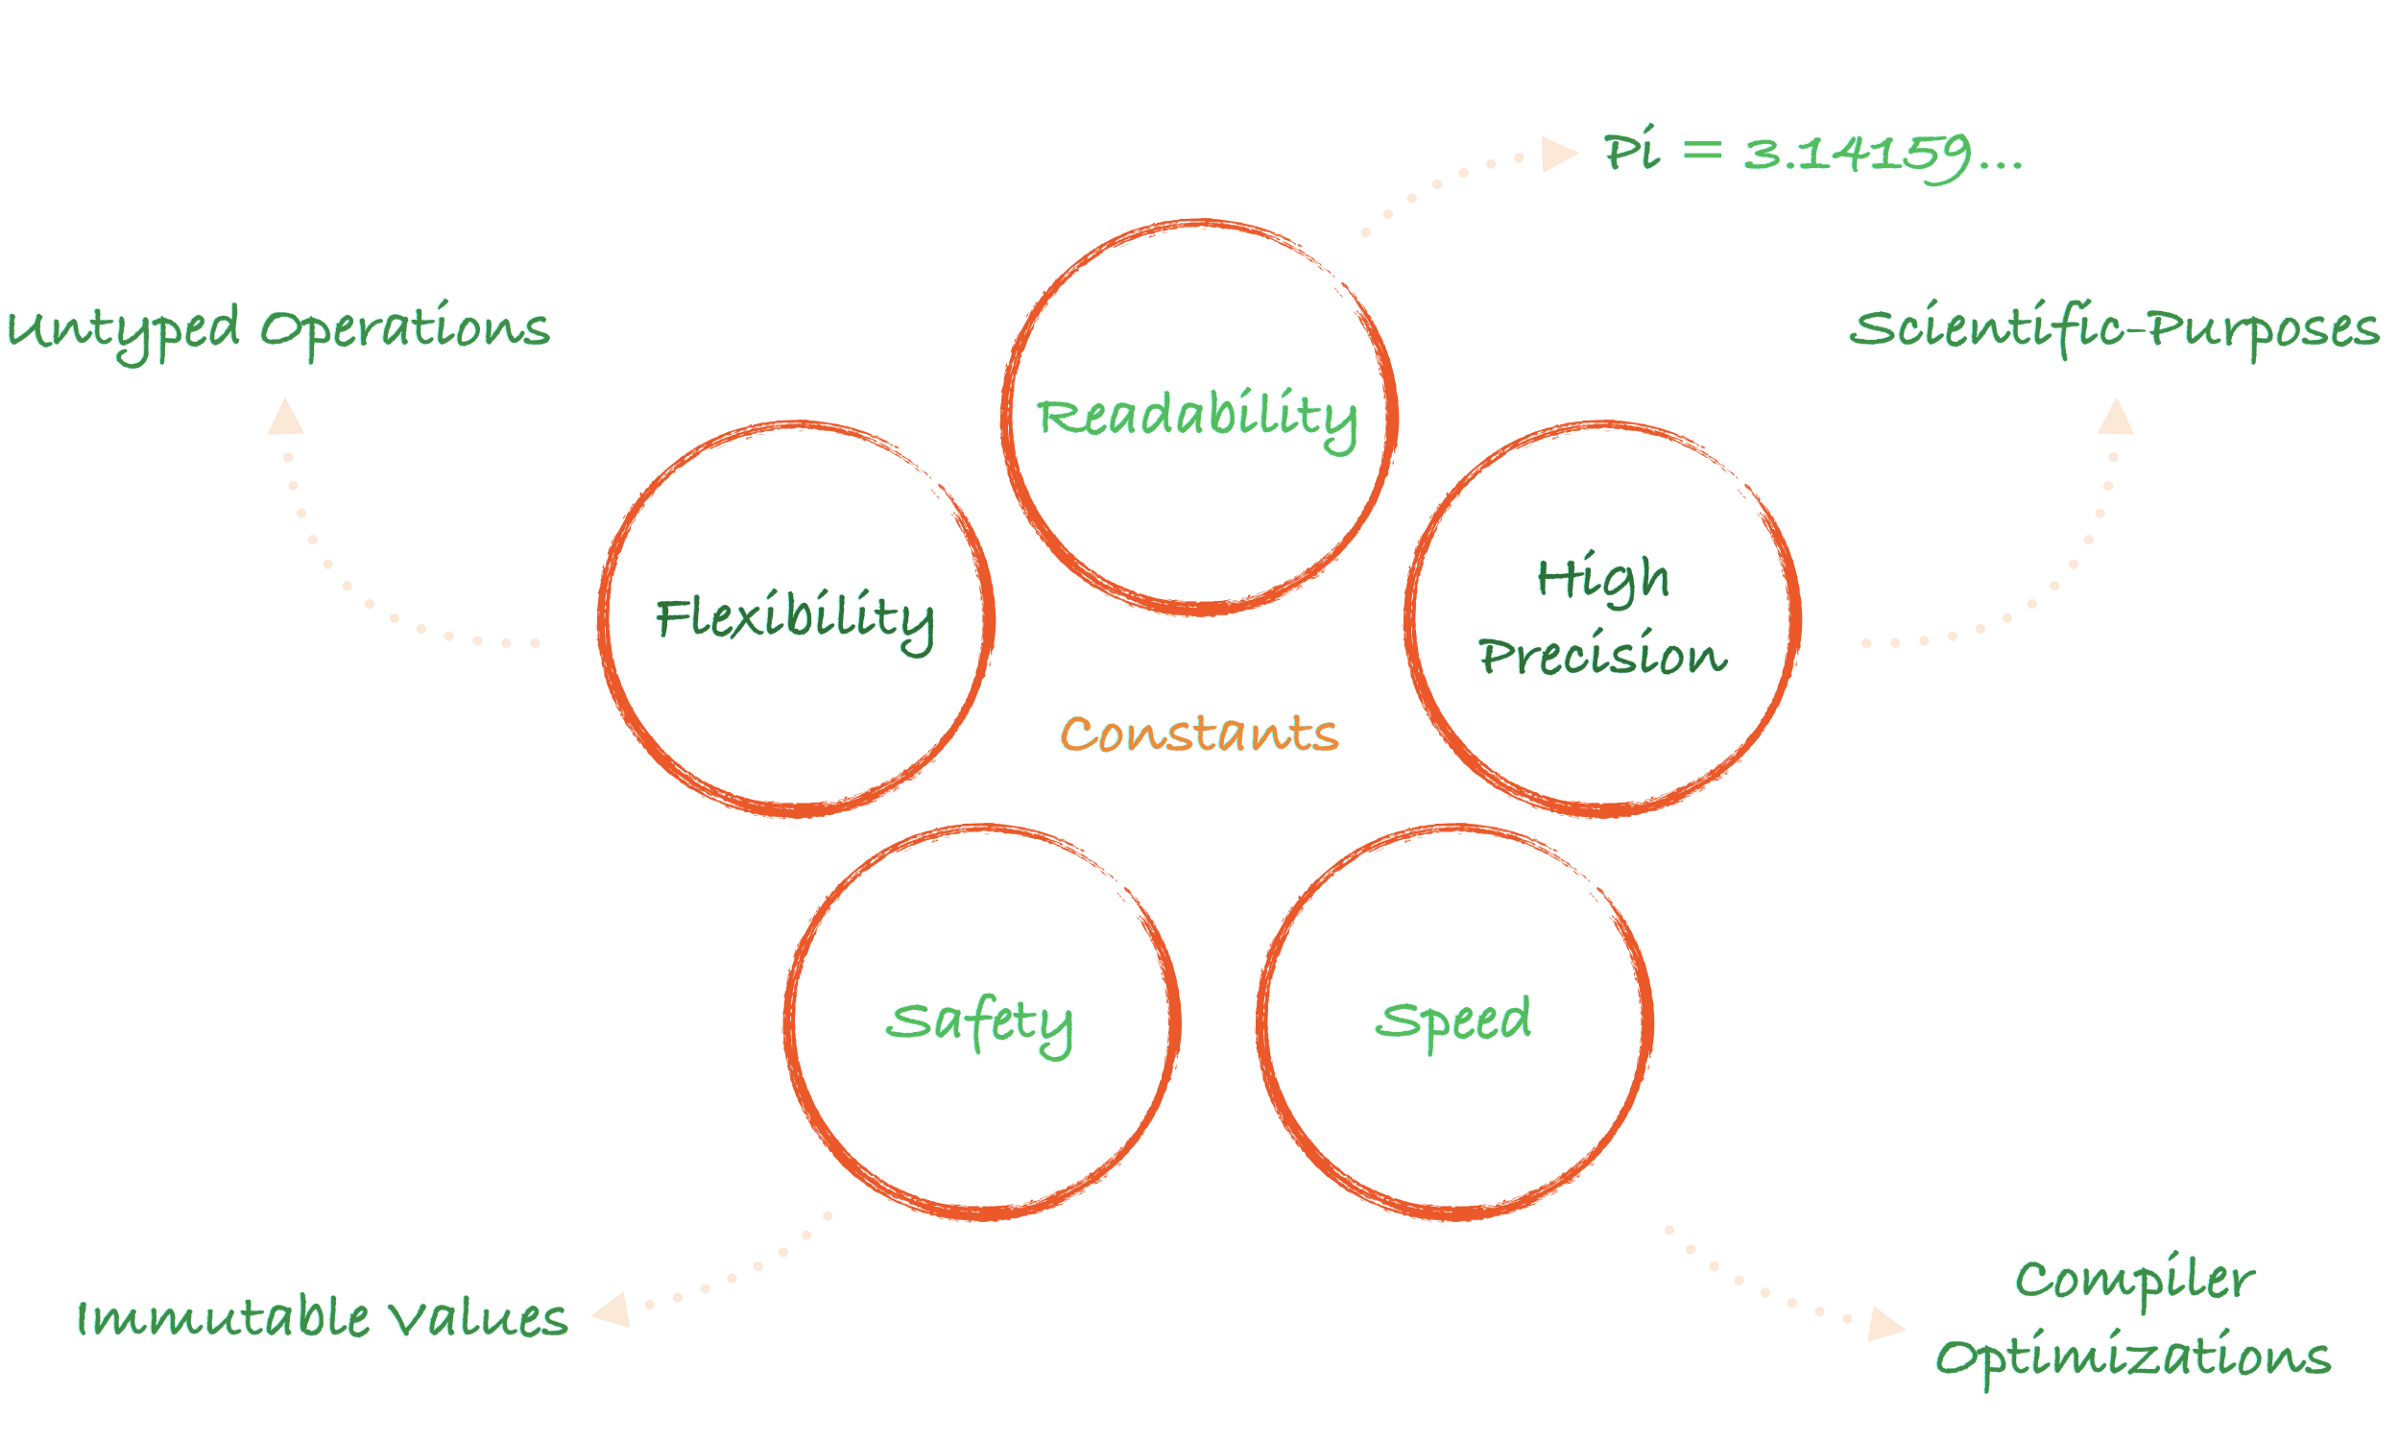 Pi = 3.14159...
Untyped Operations
Scientific-Purposes
Readability
Flexibility
High
Precision
Constants
Safety
Speed
Immutable Values
Compiler
Optimizations